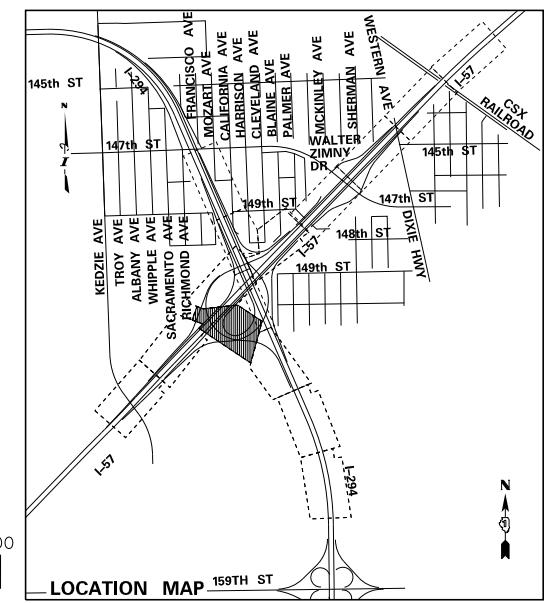 145th ST
I-294
FRANCISCO AVE
MOZART AVE
CALIFORNIA AVE
HARRISON AVE
CLEVELAND AVE
BLAINE AVE
PALMER AVE
MCKINLEY AVE
SHERMAN AVE
WESTERN AVE
I-57
CSX
RAILROAD
N
147th ST
WALTER
ZIMNY
DR
145th ST
149th ST
147th ST
KEDZIE AVE
TROY AVE
ALBANY AVE
WHIPPLE AVE
SACRAMENTO AVE
RICHMOND AVE
I-57
148th ST
DIXIE HWY
149th ST
I-57
I-294
N
00
LOCATION MAP
159TH ST